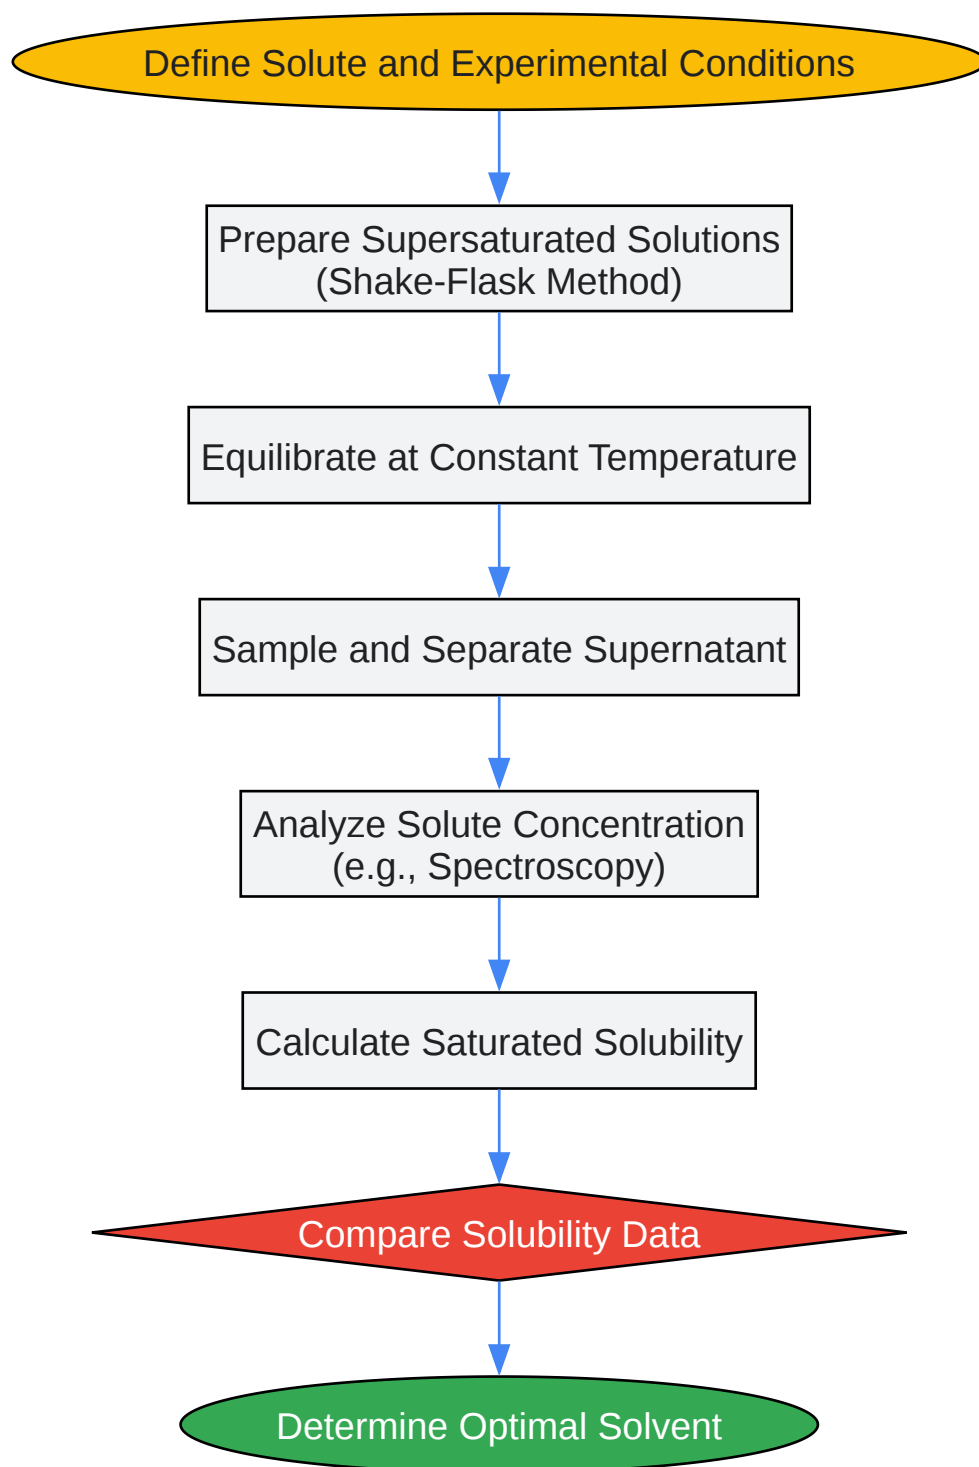 Define Solute and Experimental Conditions
Prepare Supersaturated Solutions
(Shake-Flask Method)
Equilibrate at Constant Temperature
Sample and Separate Supernatant
Analyze Solute Concentration
(e.g., Spectroscopy)
Calculate Saturated Solubility
Compare Solubility Data
Determine Optimal Solvent